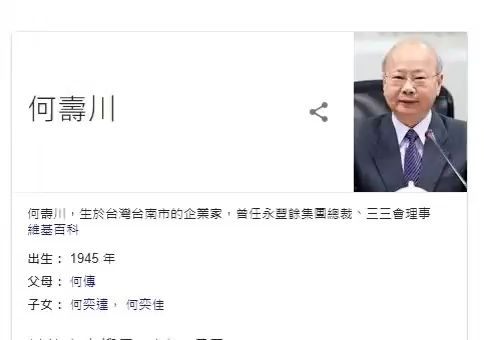 何壽川
何壽川，生於台灣台南市的企業家，曾任永豐餘集團總裁、三三會理事
維基百科
出生： 1945 年
父母： 何傳
子女： 何奕達， 何奕佳